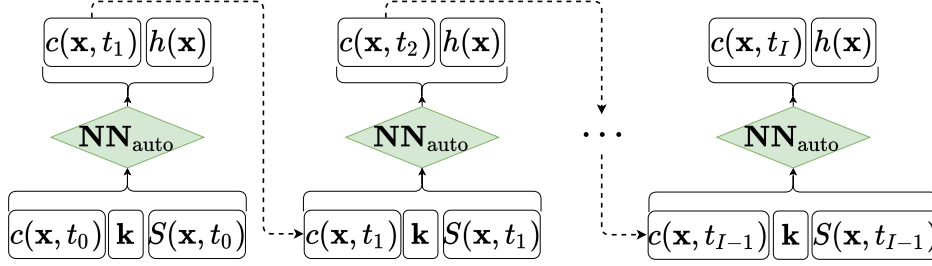 c(x, t₁) h(x) c(x, t₂) h(x) c(x, t_I) h(x)
NN_auto NN_auto ... NN_auto
c(x, t₀) k S(x, t₀) c(x, t₁) k S(x, t₁) c(x, t_{I−1}) k S(x, t_{I−1})